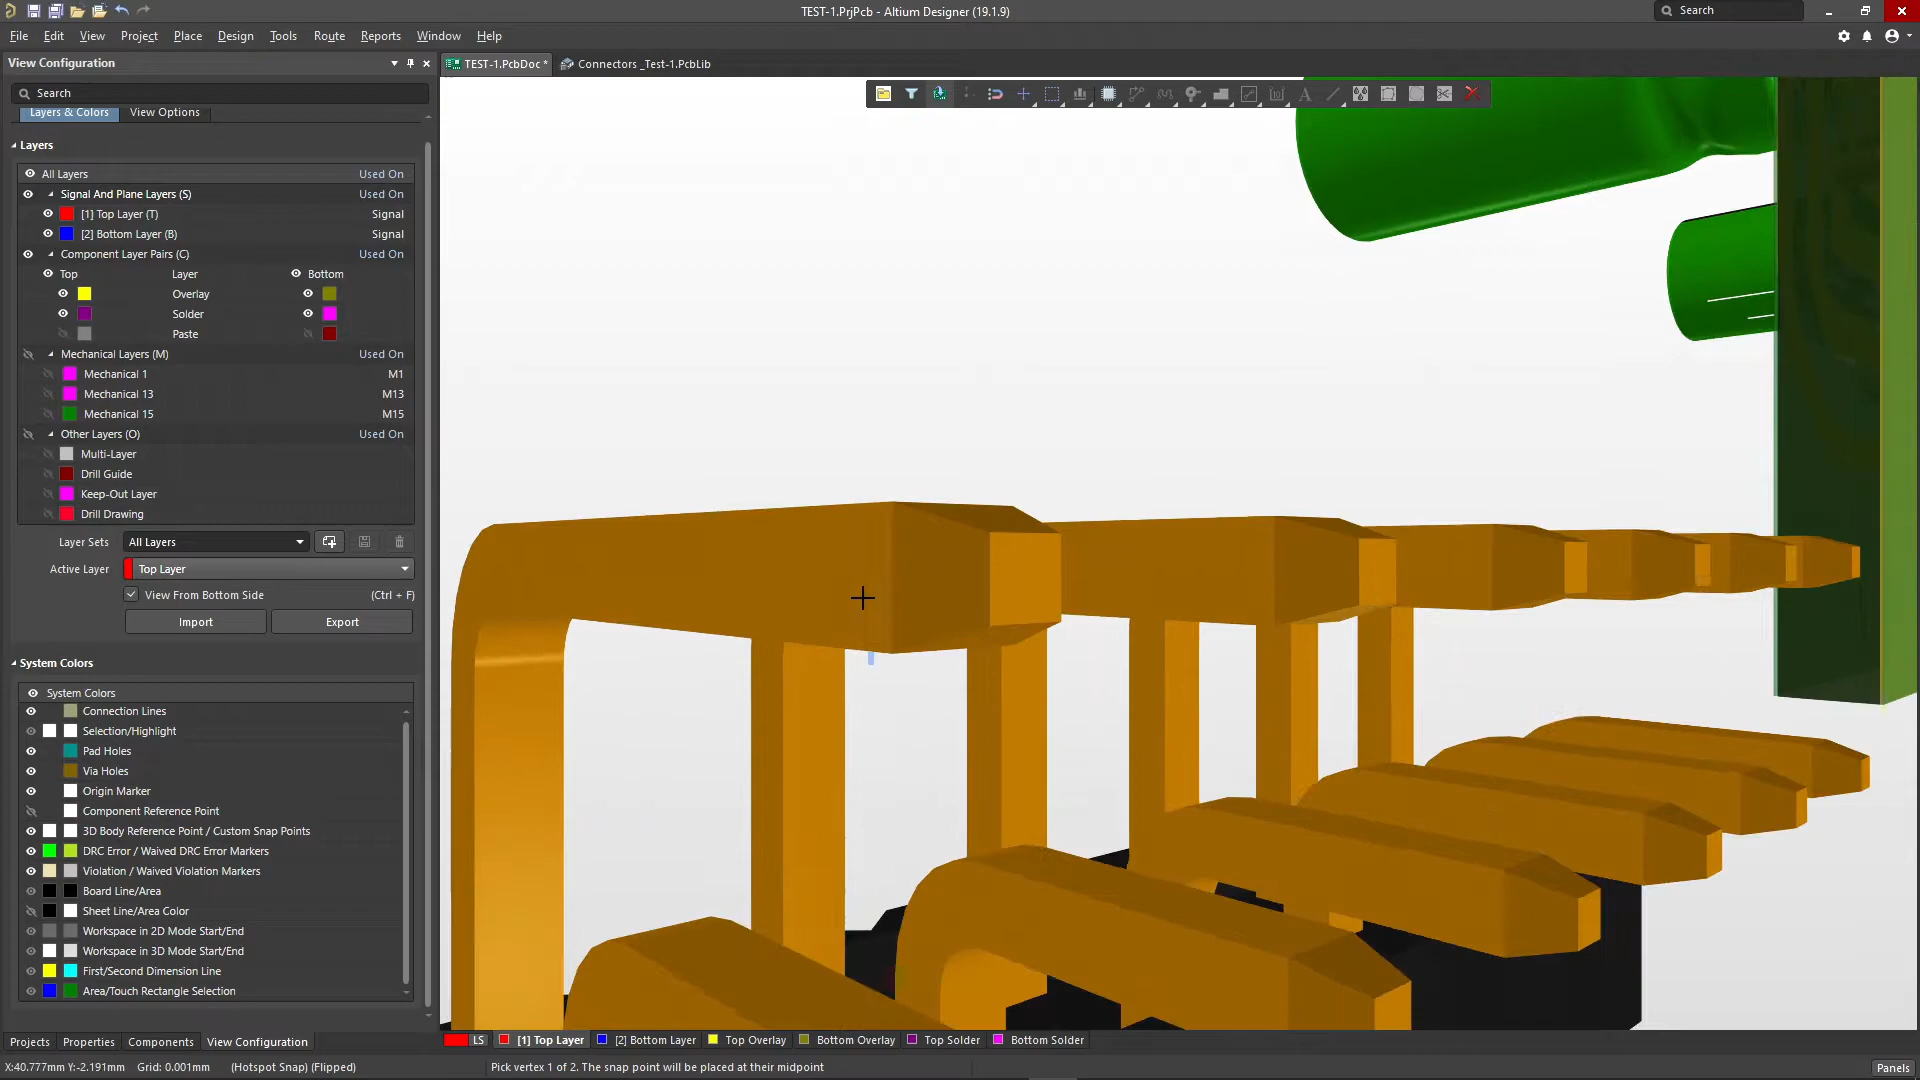 TEST-1.PrjPcb - Altium Designer (19.1.9)
Search
File Edit View Project Place Design Tools Route Reports Window Help
View Configuration
TEST-1.PcbDoc *
Connectors _Test-1.PcbLib
Search
Layers & Colors
View Options
Layers
All Layers Used On
Signal And Plane Layers (S) Used On
[1] Top Layer (T) Signal
[2] Bottom Layer (B) Signal
Component Layer Pairs (C) Used On
Top Layer Bottom
Overlay
Solder
Paste
Mechanical Layers (M) Used On
Mechanical 1 M1
Mechanical 13 M13
Mechanical 15 M15
Other Layers (O) Used On
Multi-Layer
Drill Guide
Keep-Out Layer
Drill Drawing
Layer Sets All Layers
Active Layer Top Layer
View From Bottom Side (Ctrl + F)
Import Export
System Colors
System Colors
Connection Lines
Selection/Highlight
Pad Holes
Via Holes
Origin Marker
Component Reference Point
3D Body Reference Point / Custom Snap Points
DRC Error / Waived DRC Error Markers
Violation / Waived Violation Markers
Board Line/Area
Sheet Line/Area Color
Workspace in 2D Mode Start/End
Workspace in 3D Mode Start/End
First/Second Dimension Line
Area/Touch Rectangle Selection
Projects Properties Components View Configuration
LS [1] Top Layer [2] Bottom Layer Top Overlay Bottom Overlay Top Solder Bottom Solder
X:40.777mm Y:-2.191mm Grid: 0.001mm (Hotspot Snap) (Flipped) Pick vertex 1 of 2. The snap point will be placed at their midpoint Panels